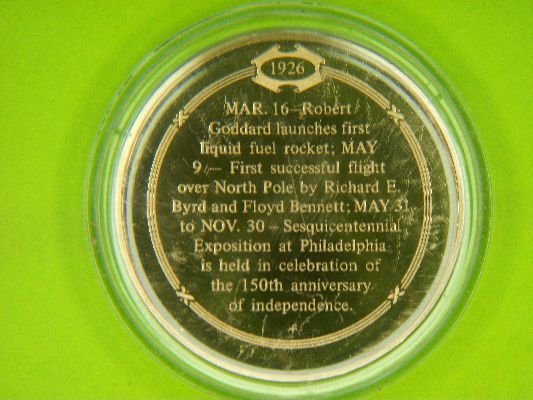 1926
MAR. 16—Robert
Goddard launches first
liquid fuel rocket; MAY
9 — First successful flight
over North Pole by Richard E.
Byrd and Floyd Bennett; MAY 31
to NOV. 30—Sesquicentennial
Exposition at Philadelphia
is held in celebration of
the 150th anniversary
of independence.